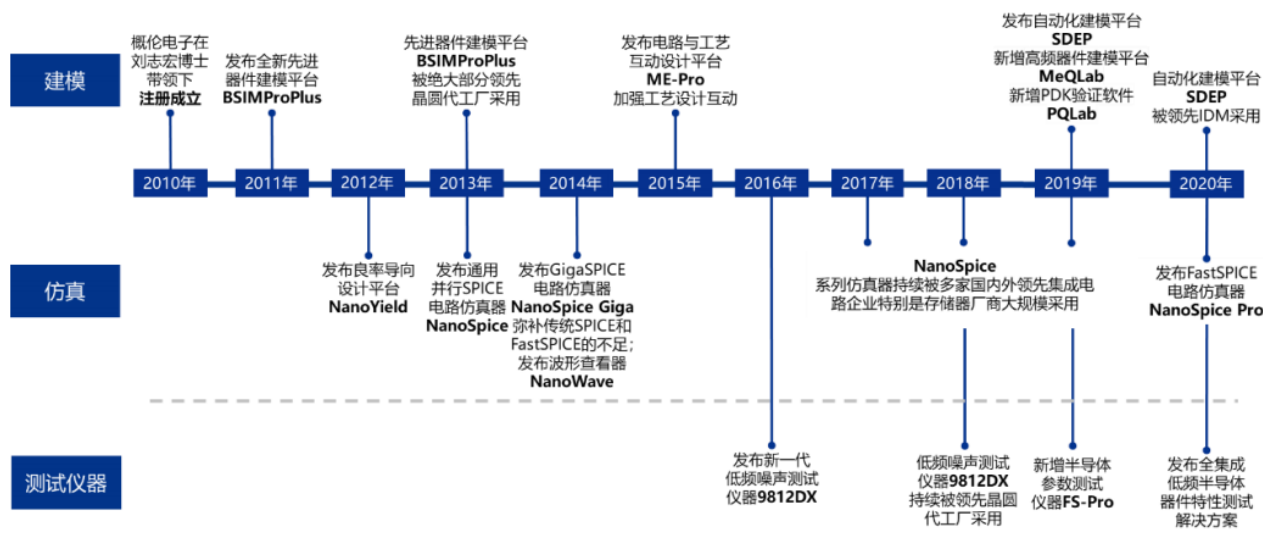 建模
概伦电子在
刘志宏博士
带领下
注册成立
发布全新先进
器件建模平台
BSIMProPlus
先进器件建模平台
BSIMProPlus
被绝大部分领先
晶圆代工厂采用
发布电路与工艺
互动设计平台
ME-Pro
加强工艺设计互动
发布自动化建模平台
SDEP
新增高频器件建模平台
MeQLab
新增PDK验证软件
PQLab
自动化建模平台
SDEP
被领先IDM采用
2010年
2011年
2012年
2013年
2014年
2015年
2016年
2017年
2018年
2019年
2020年
仿真
发布良率导向
设计平台
NanoYield
发布通用
并行SPICE
电路仿真器
NanoSpice
发布GigaSPICE
电路仿真器
NanoSpice Giga
弥补传统SPICE和
FastSPICE的不足；
发布波形查看器
NanoWave
NanoSpice
系列仿真器持续被多家国内外领先集成电
路企业特别是存储器厂商大规模采用
发布FastSPICE
电路仿真器
NanoSpice Pro
测试仪器
发布新一代
低频噪声测试
仪器9812DX
低频噪声测试
仪器9812DX
持续被领先晶圆
代工厂采用
新增半导体
参数测试
仪器FS-Pro
发布全集成
低频半导体
器件特性测试
解决方案